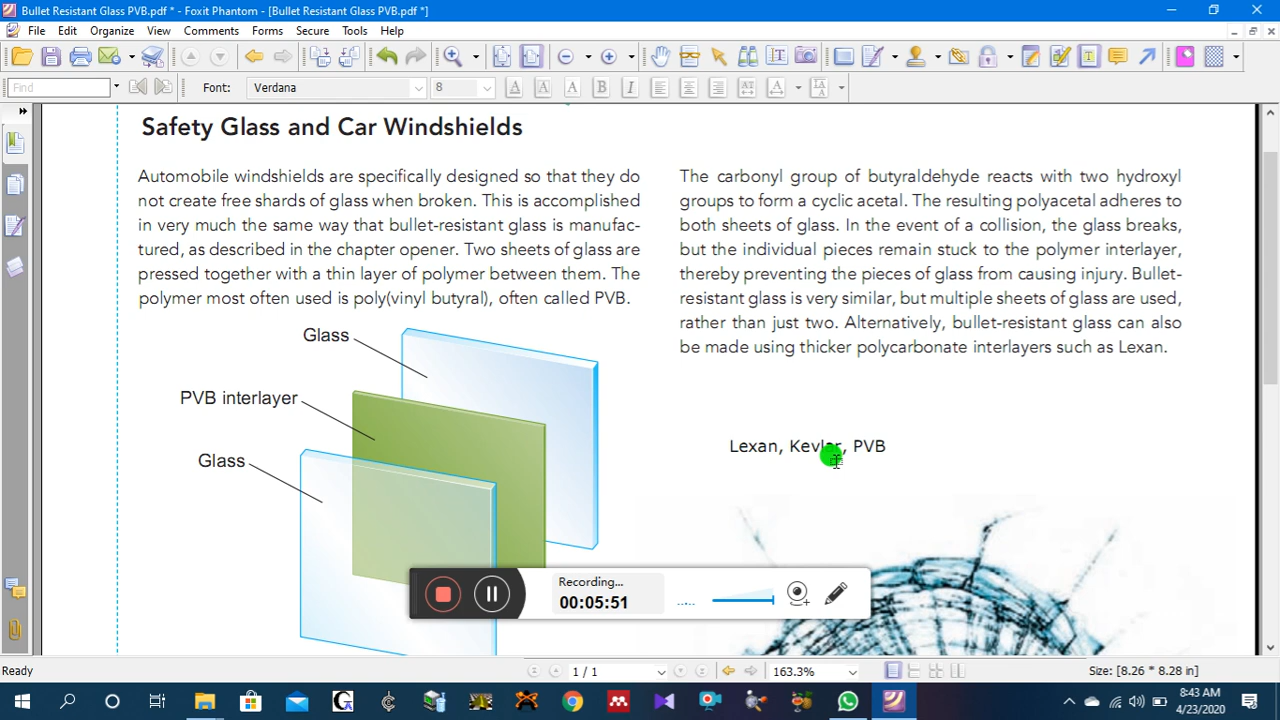 Bullet Resistant Glass PVB.pdf * - Foxit Phantom - [Bullet Resistant Glass PVB.pdf *]
File Edit Organize View Comments Forms Secure Tools Help
Find Font: Verdana 8
Safety Glass and Car Windshields
Automobile windshields are specifically designed so that they do
not create free shards of glass when broken. This is accomplished
in very much the same way that bullet-resistant glass is manufac-
tured, as described in the chapter opener. Two sheets of glass are
pressed together with a thin layer of polymer between them. The
polymer most often used is poly(vinyl butyral), often called PVB.
Glass
PVB interlayer
Glass
The carbonyl group of butyraldehyde reacts with two hydroxyl
groups to form a cyclic acetal. The resulting polyacetal adheres to
both sheets of glass. In the event of a collision, the glass breaks,
but the individual pieces remain stuck to the polymer interlayer,
thereby preventing the pieces of glass from causing injury. Bullet-
resistant glass is very similar, but multiple sheets of glass are used,
rather than just two. Alternatively, bullet-resistant glass can also
be made using thicker polycarbonate interlayers such as Lexan.
Lexan, Kevlar, PVB
Recording...
00:05:51
Ready 1 / 1 163.3% Size: [8.26 * 8.28 in]
8:43 AM
4/23/2020